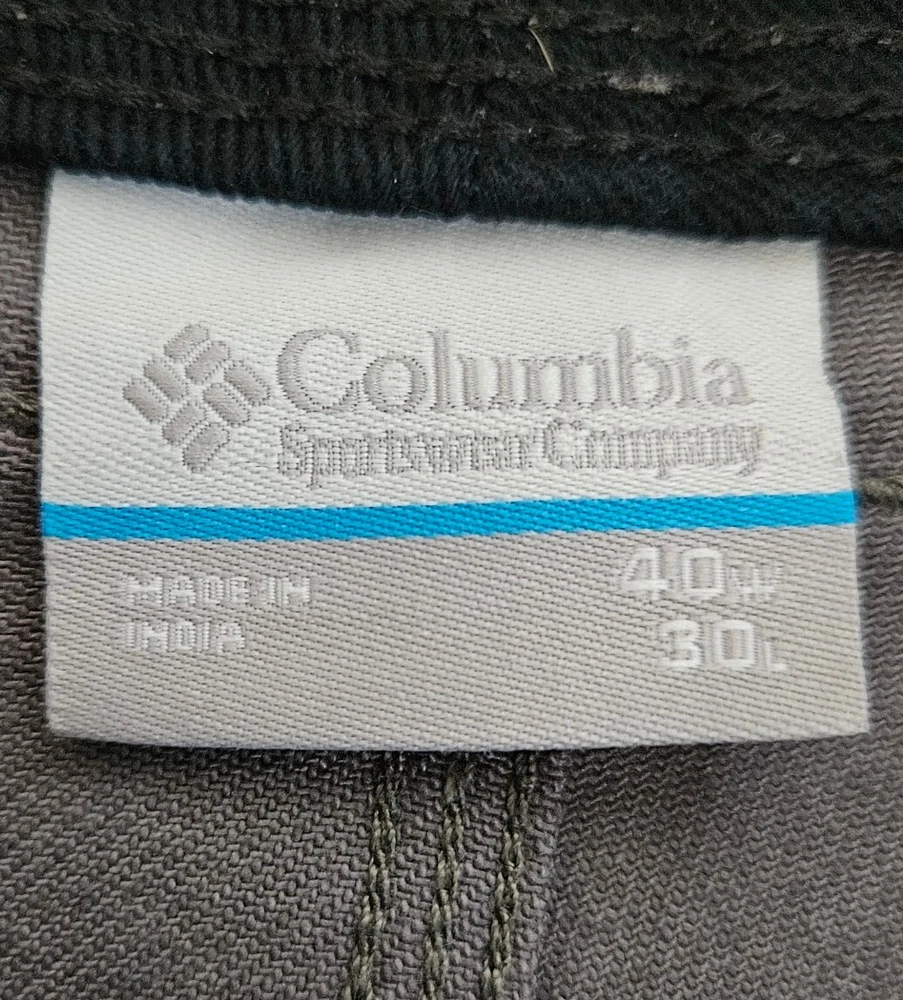 Columbia
Sportswear Company
MADE IN
INDIA
40W
30L